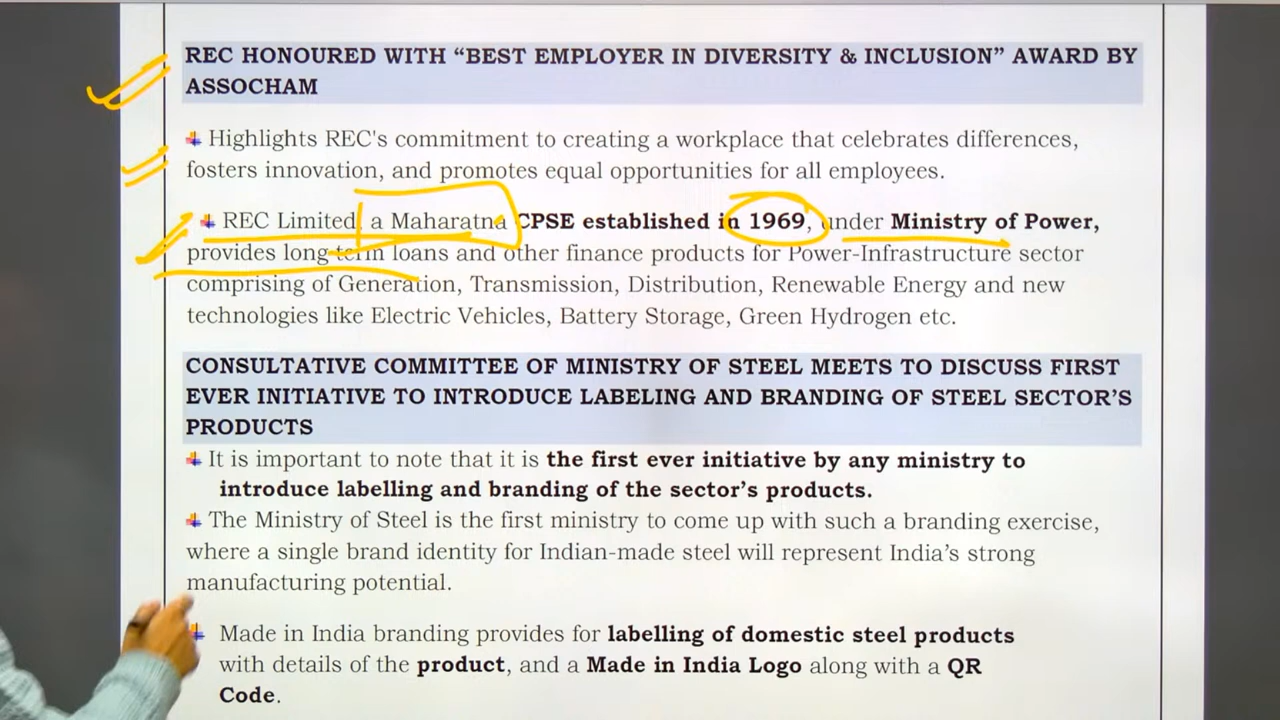 REC HONOURED WITH “BEST EMPLOYER IN DIVERSITY & INCLUSION” AWARD BY
ASSOCHAM
Highlights REC's commitment to creating a workplace that celebrates differences,
fosters innovation, and promotes equal opportunities for all employees.
REC Limited, a Maharatna CPSE established in 1969, under Ministry of Power,
provides long-term loans and other finance products for Power-Infrastructure sector
comprising of Generation, Transmission, Distribution, Renewable Energy and new
technologies like Electric Vehicles, Battery Storage, Green Hydrogen etc.
CONSULTATIVE COMMITTEE OF MINISTRY OF STEEL MEETS TO DISCUSS FIRST
EVER INITIATIVE TO INTRODUCE LABELING AND BRANDING OF STEEL SECTOR’S
PRODUCTS
It is important to note that it is the first ever initiative by any ministry to
introduce labelling and branding of the sector’s products.
The Ministry of Steel is the first ministry to come up with such a branding exercise,
where a single brand identity for Indian-made steel will represent India’s strong
manufacturing potential.
Made in India branding provides for labelling of domestic steel products
with details of the product, and a Made in India Logo along with a QR
Code.